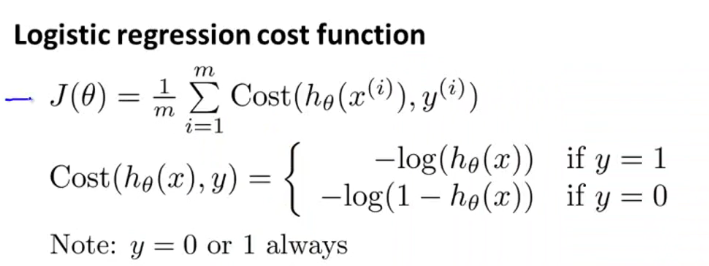 Logistic regression cost function
J(θ) = 1/m Σ_{i=1}^{m} Cost(h_θ(x^{(i)}), y^{(i)})
Cost(h_θ(x), y) = { −log(h_θ(x)) if y = 1
−log(1 − h_θ(x)) if y = 0
Note: y = 0 or 1 always